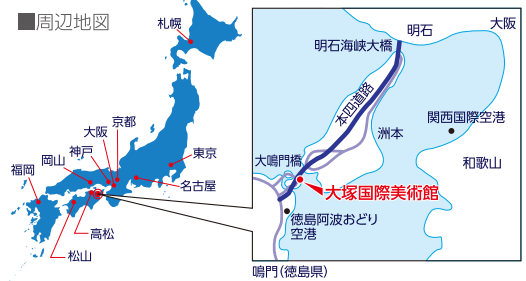 ■周辺地図
札幌
京都
大阪
神戸
岡山
福岡
東京
名古屋
高松
松山
明石
大阪
明石海峡大橋
本四道路
関西国際空港
洲本
和歌山
大鳴門橋
大塚国際美術館
徳島阿波おどり
空港
鳴門(徳島県)